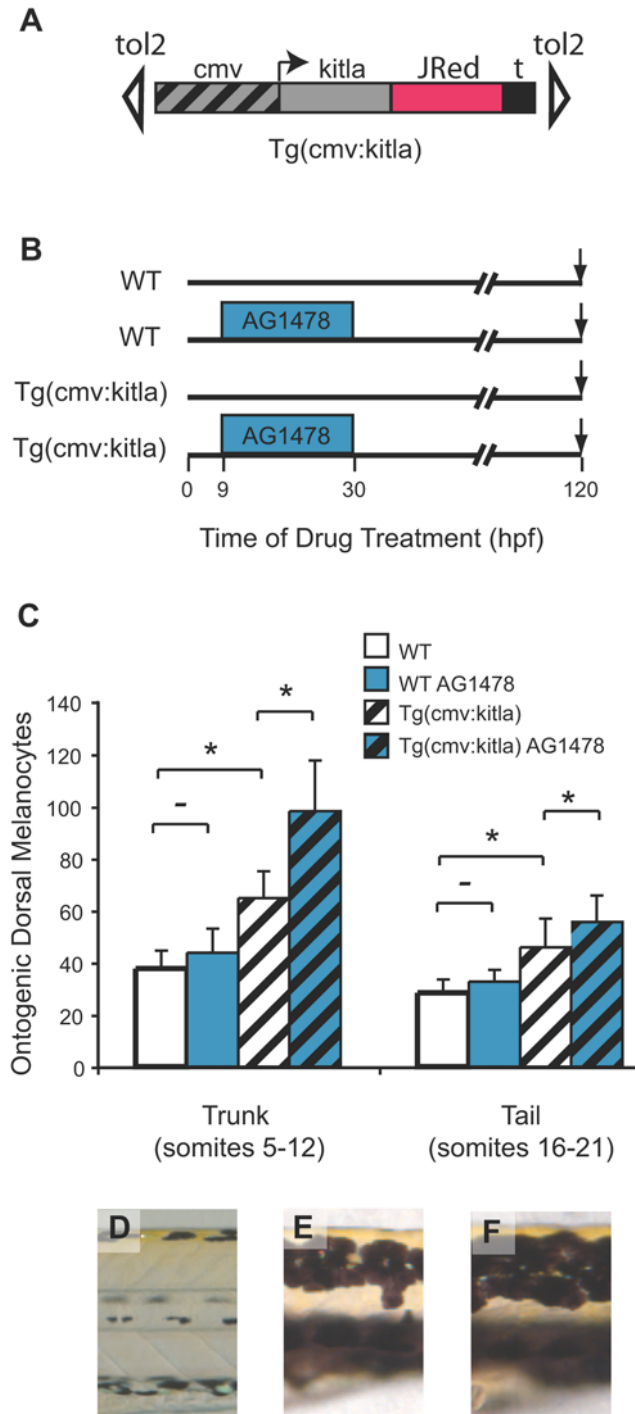 A
tol2 tol2
cmv kitla JRed t
Tg(cmv:kitla)
B
WT
AG1478
WT
Tg(cmv:kitla)
AG1478
Tg(cmv:kitla)
0 9 30 120
Time of Drug Treatment (hpf)
C
WT
WT AG1478
Tg(cmv:kitla)
Tg(cmv:kitla) AG1478
Ontogenic Dorsal Melanocytes
140
120
100
80
60
40
20
0
* * - * * -
Trunk
(somites 5-12)
Tail
(somites 16-21)
D E F